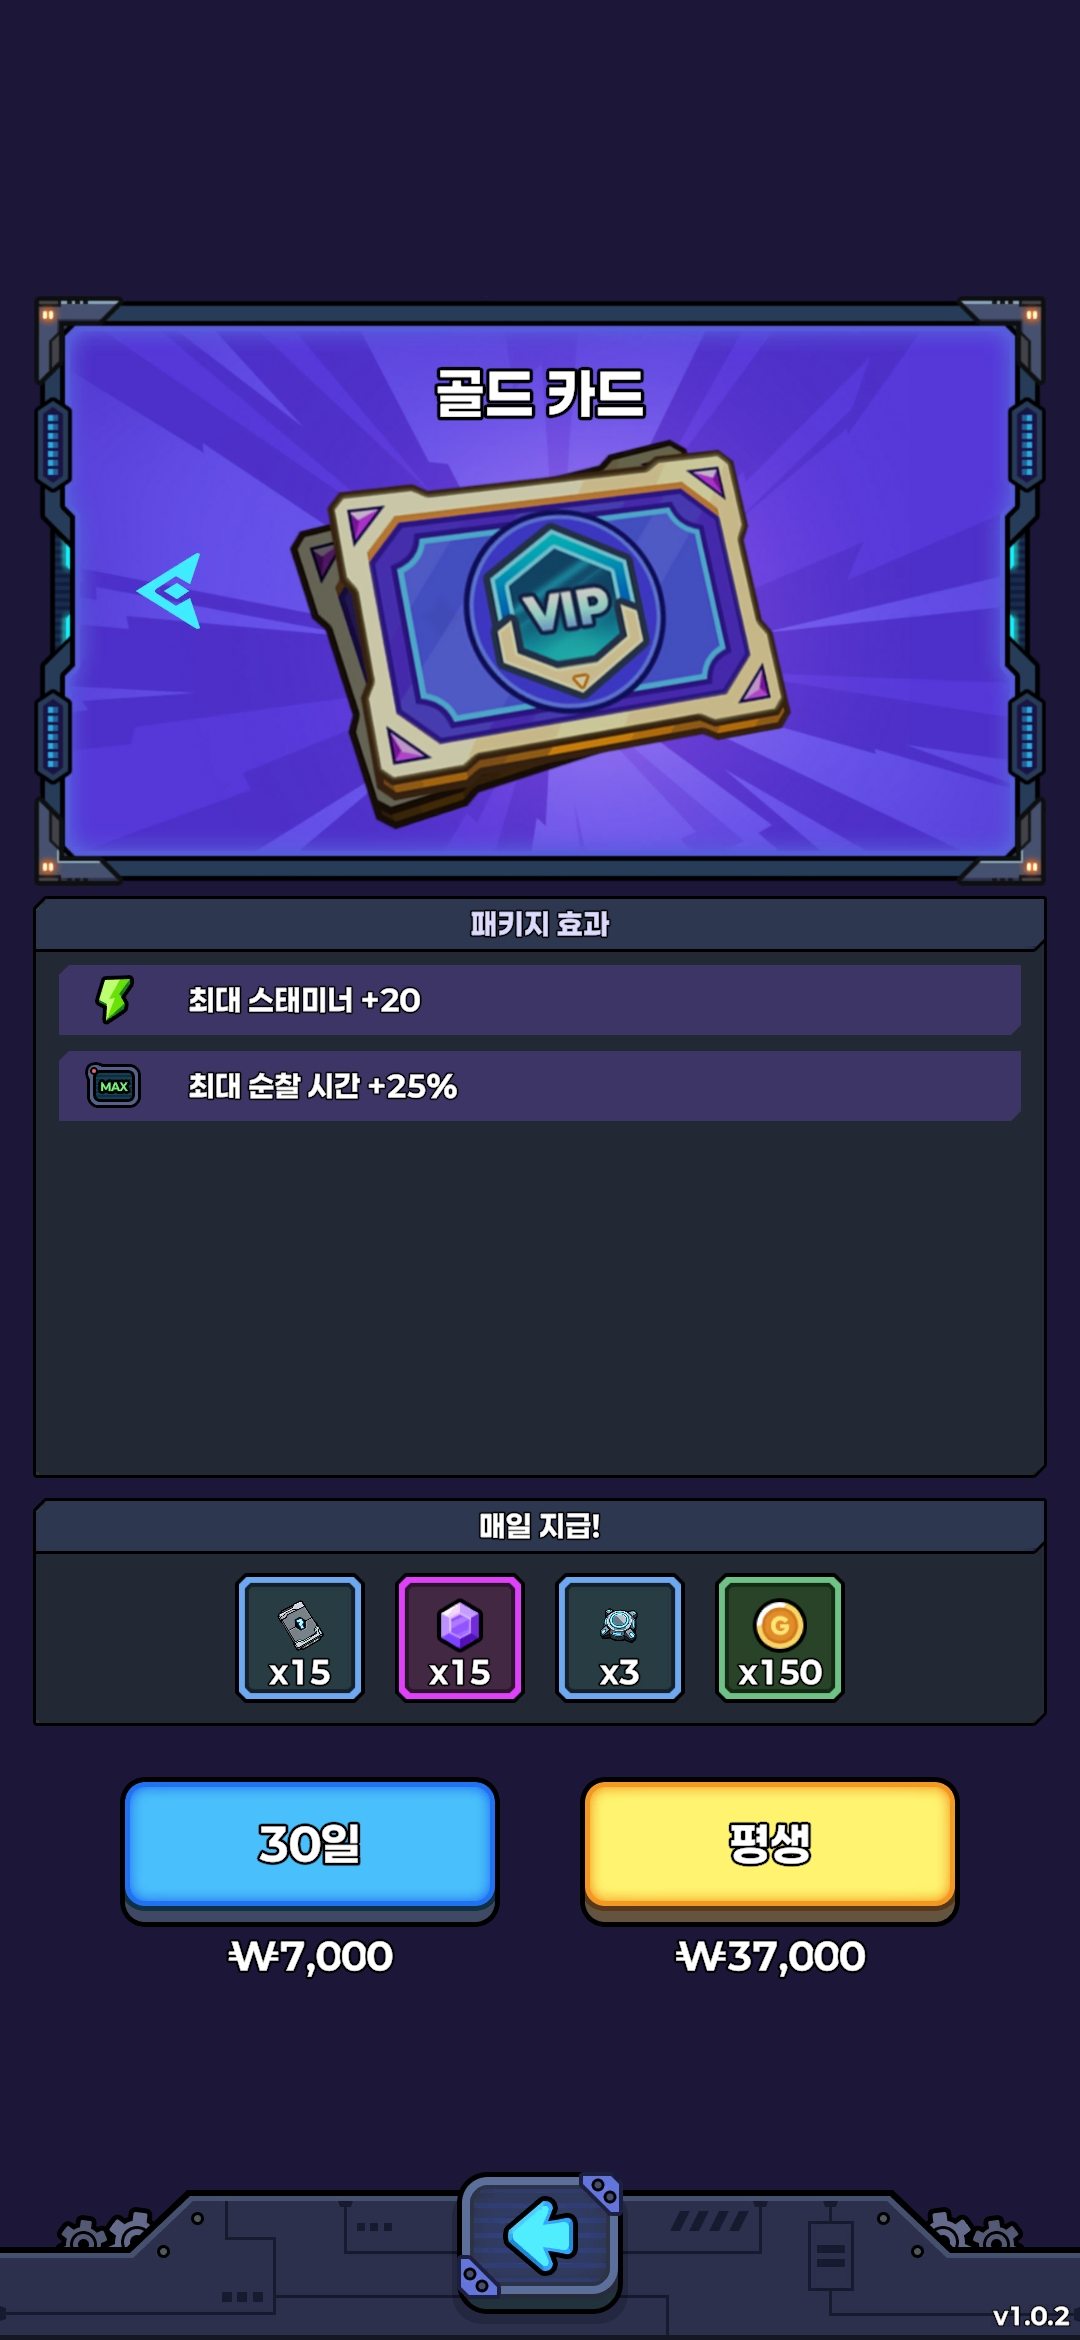 골드 카드
VIP
패키지 효과
최대 스태미너 +20
MAX
최대 순찰 시간 +25%
매일 지급!
x15
x15
x3
G
x150
30일
평생
₩7,000
₩37,000
v1.0.2